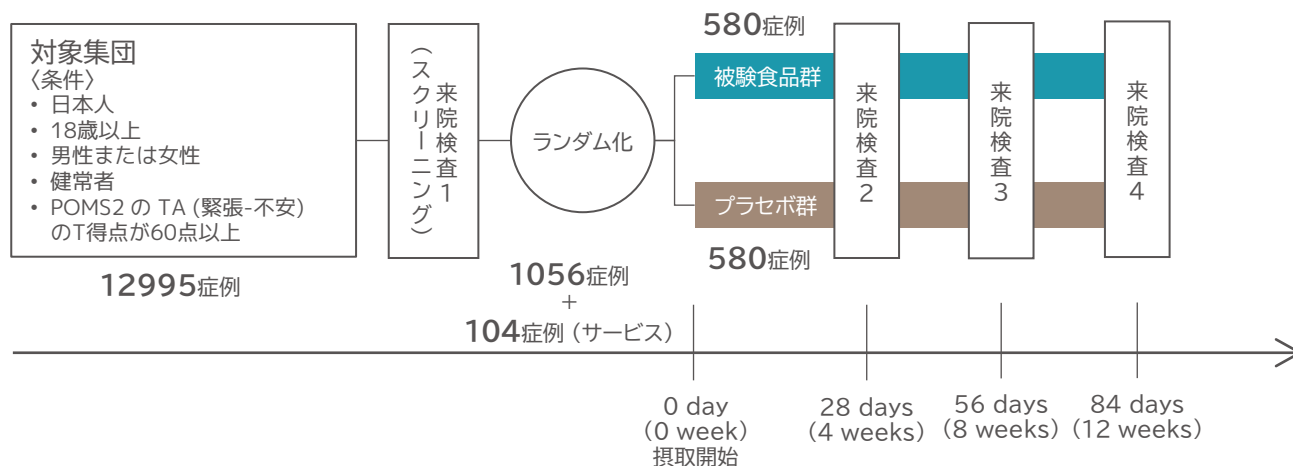 対象集団
〈条件〉
• 日本人
• 18歳以上
• 男性または女性
• 健常者
• POMS2 の TA (緊張-不安)
のT得点が60点以上
12995症例
来院検査1
(スクリーニング)
ランダム化
1056症例
+
104症例 (サービス)
580症例
被験食品群
プラセボ群
580症例
来院検査2
来院検査3
来院検査4
0 day
(0 week)
摂取開始
28 days
(4 weeks)
56 days
(8 weeks)
84 days
(12 weeks)